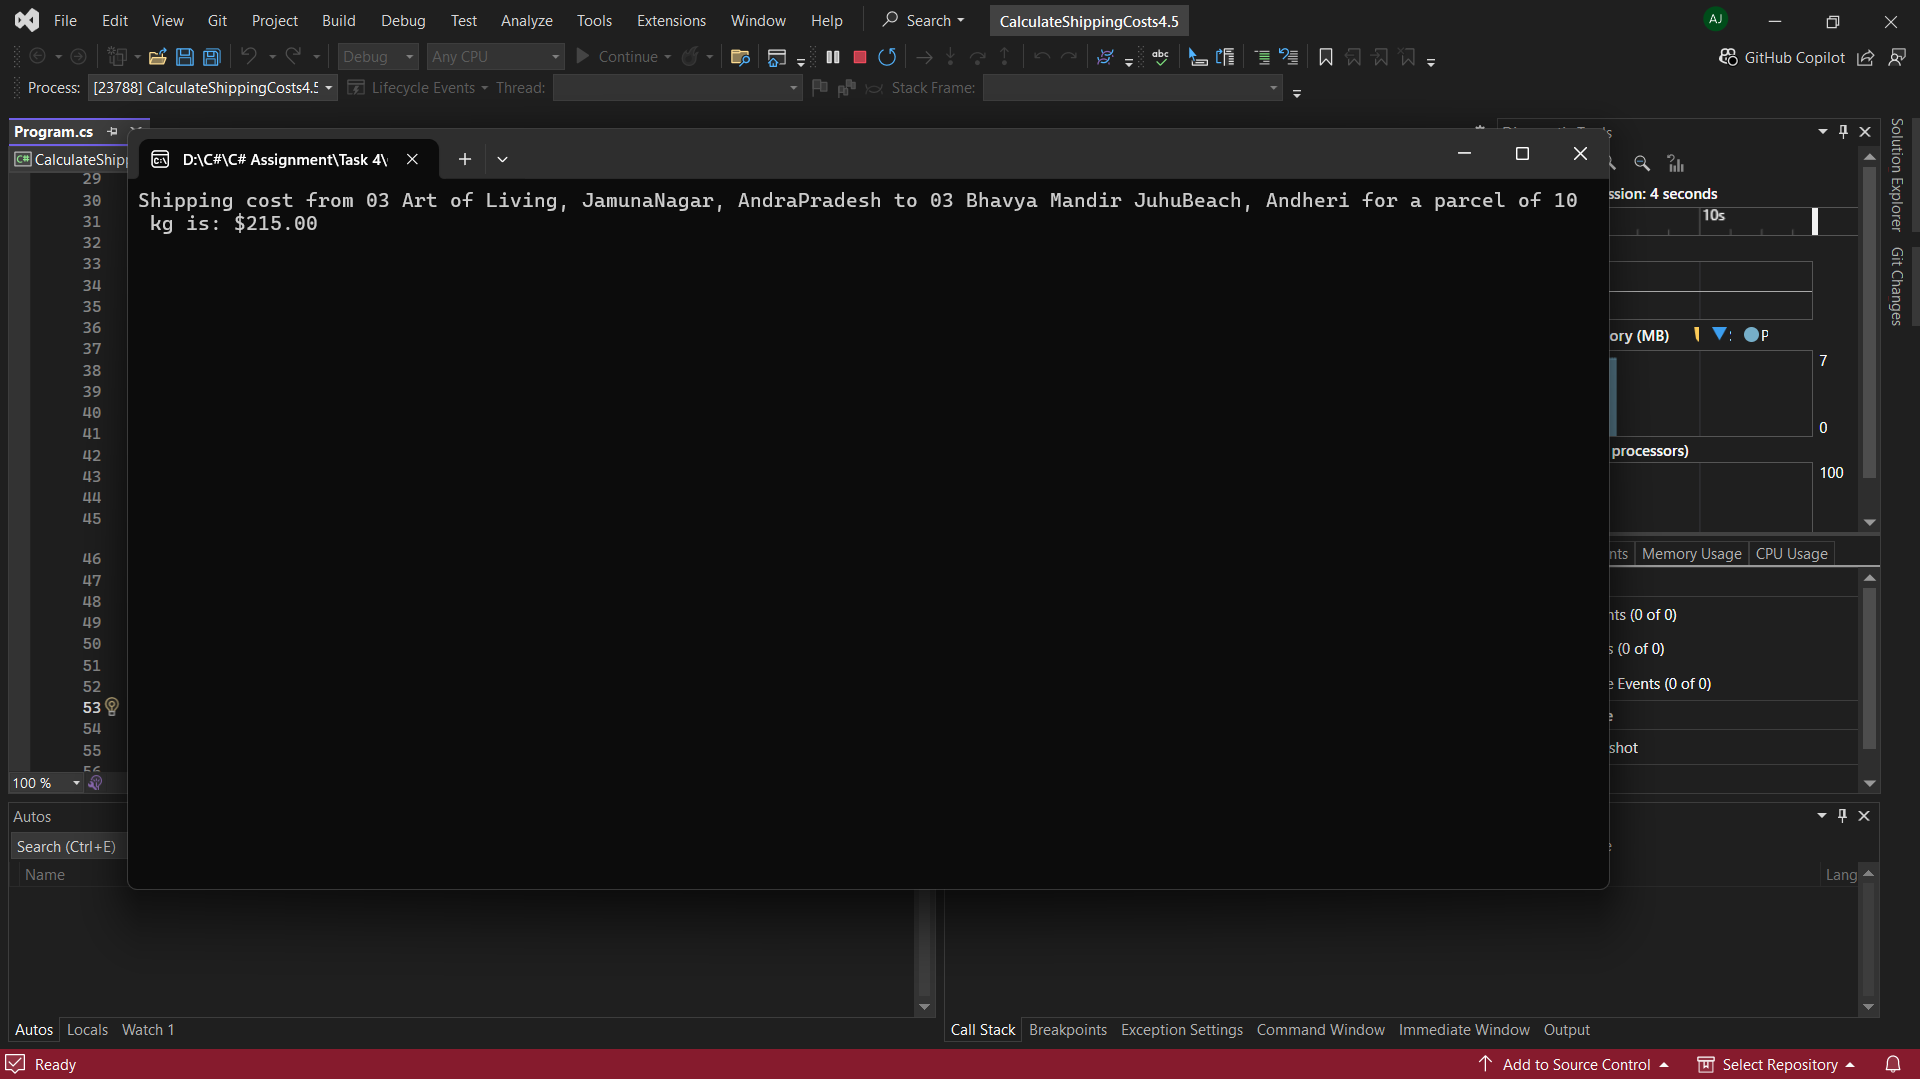 File Edit View Git Project Build Debug Test Analyze Tools Extensions Window Help Search CalculateShippingCosts4.5 AJ
Debug Any CPU Continue abc GitHub Copilot
Process: [23788] CalculateShippingCosts4.5 Lifecycle Events Thread: Stack Frame:
Program.cs
C# CalculateShipp
D:\C#\C# Assignment\Task 4\
Shipping cost from 03 Art of Living, JamunaNagar, AndraPradesh to 03 Bhavya Mandir JuhuBeach, Andheri for a parcel of 10
kg is: $215.00
29
30
31
32
33
34
35
36
37
38
39
40
41
42
43
44
45
46
47
48
49
50
51
52
53
54
55
56
100 %
ssion: 4 seconds
10s
ory (MB) P
7
0
processors)
100
nts Memory Usage CPU Usage
nts (0 of 0)
s (0 of 0)
e Events (0 of 0)
e
shot
Autos
Search (Ctrl+E)
Name
e
Lang
Autos Locals Watch 1
Call Stack Breakpoints Exception Settings Command Window Immediate Window Output
Ready
Add to Source Control Select Repository
Solution Explorer
Git Changes